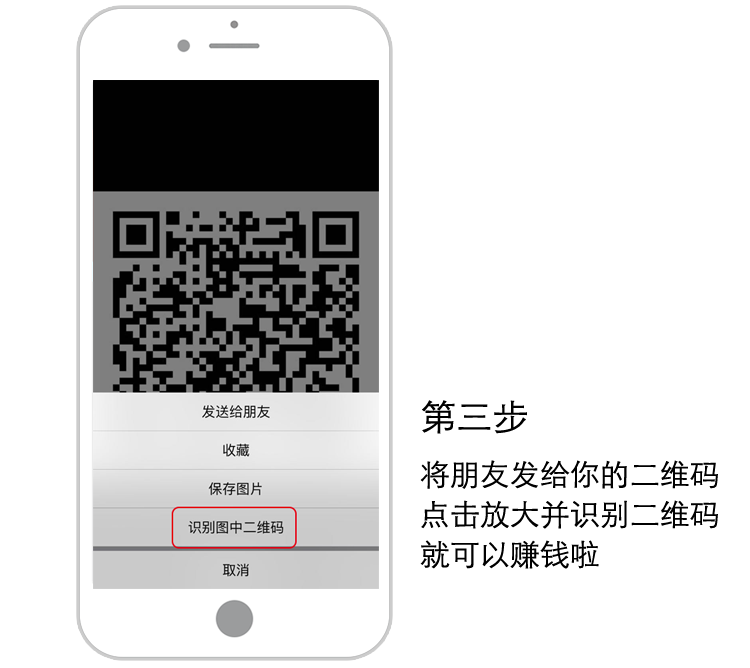 发送给朋友
收藏
保存图片
识别图中二维码
取消
第三步
将朋友发给你的二维码
点击放大并识别二维码
就可以赚钱啦